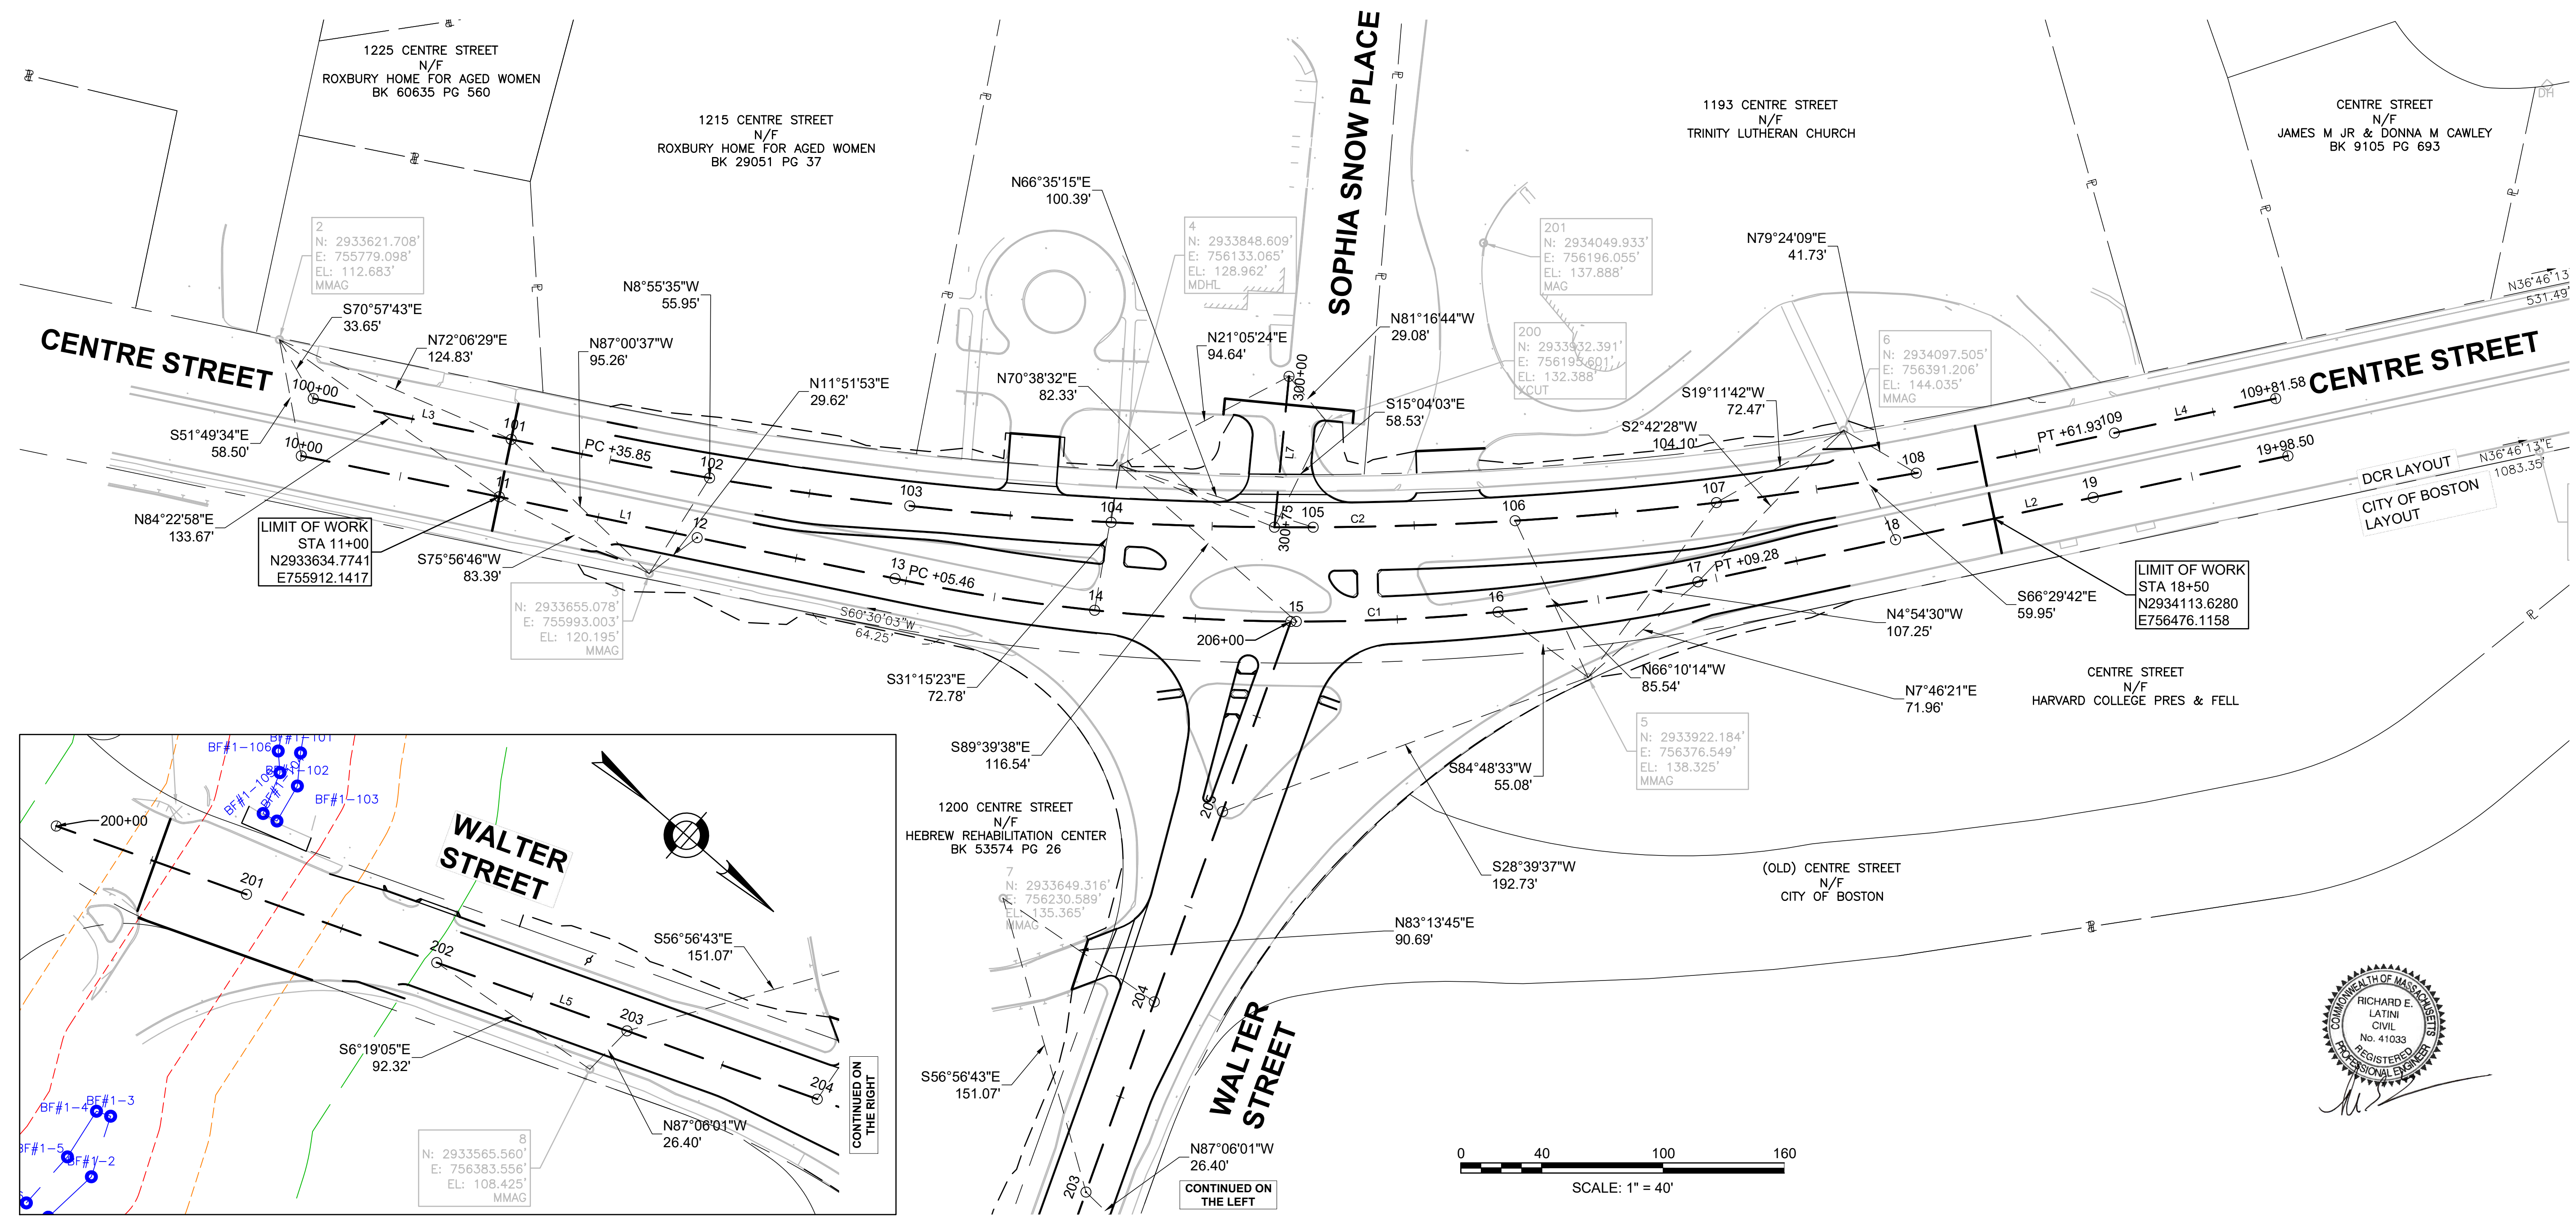 1225 CENTRE STREET
N/F
ROXBURY HOME FOR AGED WOMEN
BK 60635 PG 560
1215 CENTRE STREET
N/F
ROXBURY HOME FOR AGED WOMEN
BK 29051 PG 37
SOPHIA SNOW PLACE
1193 CENTRE STREET
N/F
TRINITY LUTHERAN CHURCH
CENTRE STREET
N/F
JAMES M JR & DONNA M CAWLEY
BK 9105 PG 693
DH
N66°35'15"E
100.39'
2
N: 2933621.708'
E: 755779.098'
EL: 112.683'
MMAG
4
N: 2933848.609'
E: 756133.065'
EL: 128.962'
MDHL
201
N: 2934049.933'
E: 756196.055'
EL: 137.888'
MAG
N79°24'09"E
41.73'
N36°46'13
531.49'
N8°55'35"W
55.95'
S70°57'43"E
33.65'
N72°06'29"E
124.83'
N87°00'37"W
95.26'
N81°16'44"W
29.08'
N21°05'24"E
94.64'
200
N: 2933932.391'
E: 756195.601'
EL: 132.388'
XCUT
6
N: 2934097.505'
E: 756391.206'
EL: 144.035'
MMAG
CENTRE STREET
CENTRE STREET
N11°51'53"E
29.62'
N70°38'32"E
82.33'
S15°04'03"E
58.53'
S19°11'42"W
72.47'
S2°42'28"W
104.10'
100+00
L3
101
PC +35.85
102
103
104
105
C2
106
107
108
PT +61.93
109
L4
109+81.58
300+00
L7
300+75
S51°49'34"E
58.50'
10+00
11
L1
12
13
PC +05.46
14
15
C1
16
17
PT +09.28
18
L2
19
19+98.50
DCR LAYOUT
CITY OF BOSTON
LAYOUT
N36°46'13"E
1083.35'
N84°22'58"E
133.67'
LIMIT OF WORK
STA 11+00
N2933634.7741
E755912.1417
S75°56'46"W
83.39'
3
N: 2933655.078'
E: 755993.003'
EL: 120.195'
MMAG
S60°30'03"W
64.25'
206+00
LIMIT OF WORK
STA 18+50
N2934113.6280
E756476.1158
S66°29'42"E
59.95'
N4°54'30"W
107.25'
N66°10'14"W
85.54'
N7°46'21"E
71.96'
CENTRE STREET
N/F
HARVARD COLLEGE PRES & FELL
S31°15'23"E
72.78'
S89°39'38"E
116.54'
5
N: 2933922.184'
E: 756376.549'
EL: 138.325'
MMAG
S84°48'33"W
55.08'
1200 CENTRE STREET
N/F
HEBREW REHABILITATION CENTER
BK 53574 PG 26
205
S28°39'37"W
192.73'
(OLD) CENTRE STREET
N/F
CITY OF BOSTON
7
N: 2933649.316'
E: 756230.589'
EL: 135.365'
MMAG
N83°13'45"E
90.69'
204
WALTER
STREET
S56°56'43"E
151.07'
203
N87°06'01"W
26.40'
CONTINUED ON
THE LEFT
0 40 100 160
SCALE: 1" = 40'
COMMONWEALTH OF MASSACHUSETTS
RICHARD E.
LATINI
CIVIL
No. 41033
REGISTERED
PROFESSIONAL ENGINEER
BF#1-106
BF#1-101
BF#1-102
BF#1-103
200+00
201
WALTER
STREET
202
L5
203
204
S56°56'43"E
151.07'
S6°19'05"E
92.32'
N87°06'01"W
26.40'
8
N: 2933565.560'
E: 756383.556'
EL: 108.425'
MMAG
CONTINUED ON
THE RIGHT
BF#1-4
BF#1-3
BF#1-5
BF#1-2